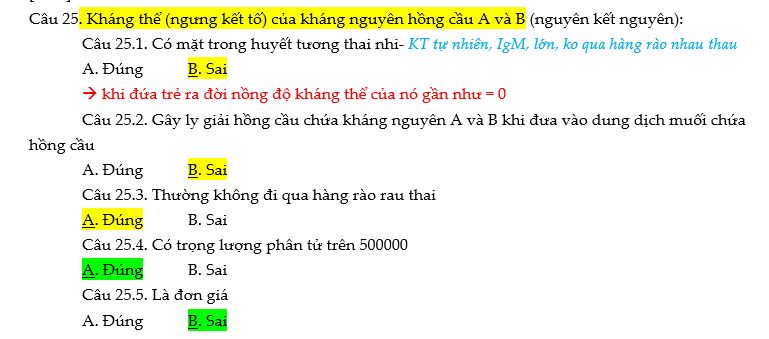 Câu 25. Kháng thể (ngưng kết tố) của kháng nguyên hồng cầu A và B (nguyên kết nguyên):
Câu 25.1. Có mặt trong huyết tương thai nhi- KT tự nhiên, IgM, lớn, ko qua hàng rào nhau thau
A. Đúng B. Sai
→ khi đứa trẻ ra đời nồng độ kháng thể của nó gần như = 0
Câu 25.2. Gây ly giải hồng cầu chứa kháng nguyên A và B khi đưa vào dung dịch muối chứa
hồng cầu
A. Đúng B. Sai
Câu 25.3. Thường không đi qua hàng rào rau thai
A. Đúng B. Sai
Câu 25.4. Có trọng lượng phân tử trên 500000
A. Đúng B. Sai
Câu 25.5. Là đơn giá
A. Đúng B. Sai